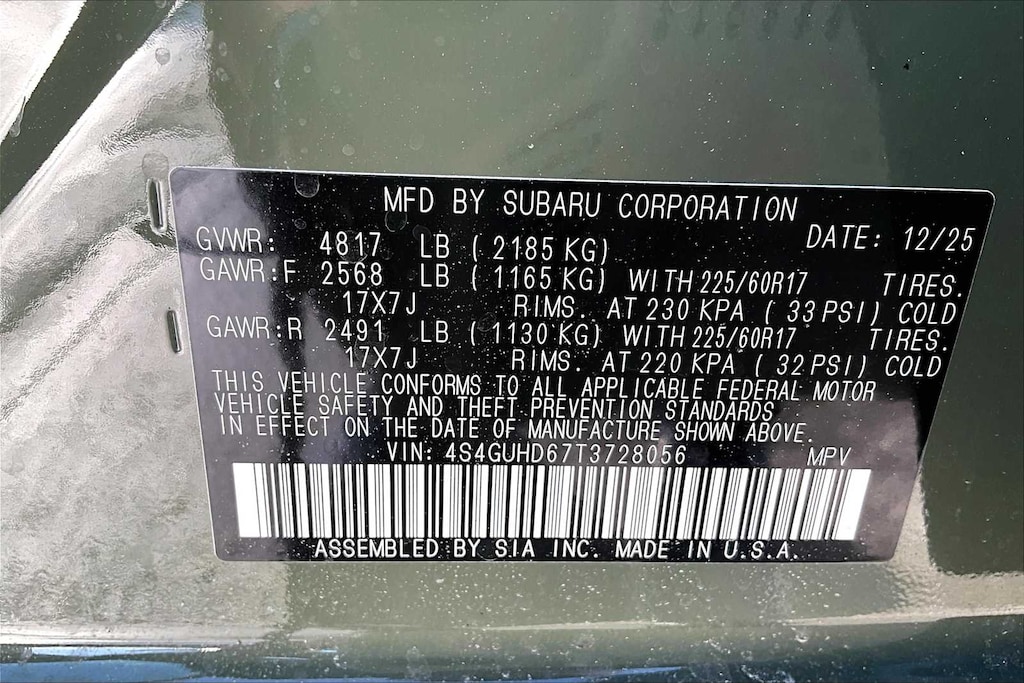 MFD BY SUBARU CORPORATION
GVWR: 4817 LB (2185 KG) DATE: 12/25
GAWR:F 2568 LB (1165 KG) WITH 225/60R17 TIRES.
17X7J RIMS. AT 230 KPA (33 PSI) COLD
GAWR:R 2491 LB (1130 KG) WITH 225/60R17 TIRES.
17X7J RIMS. AT 220 KPA (32 PSI) COLD
THIS VEHICLE CONFORMS TO ALL APPLICABLE FEDERAL MOTOR
VEHICLE SAFETY AND THEFT PREVENTION STANDARDS
IN EFFECT ON THE DATE OF MANUFACTURE SHOWN ABOVE.
VIN: 4S4GUHD67T3728056 MPV
ASSEMBLED BY SIA INC. MADE IN U.S.A.